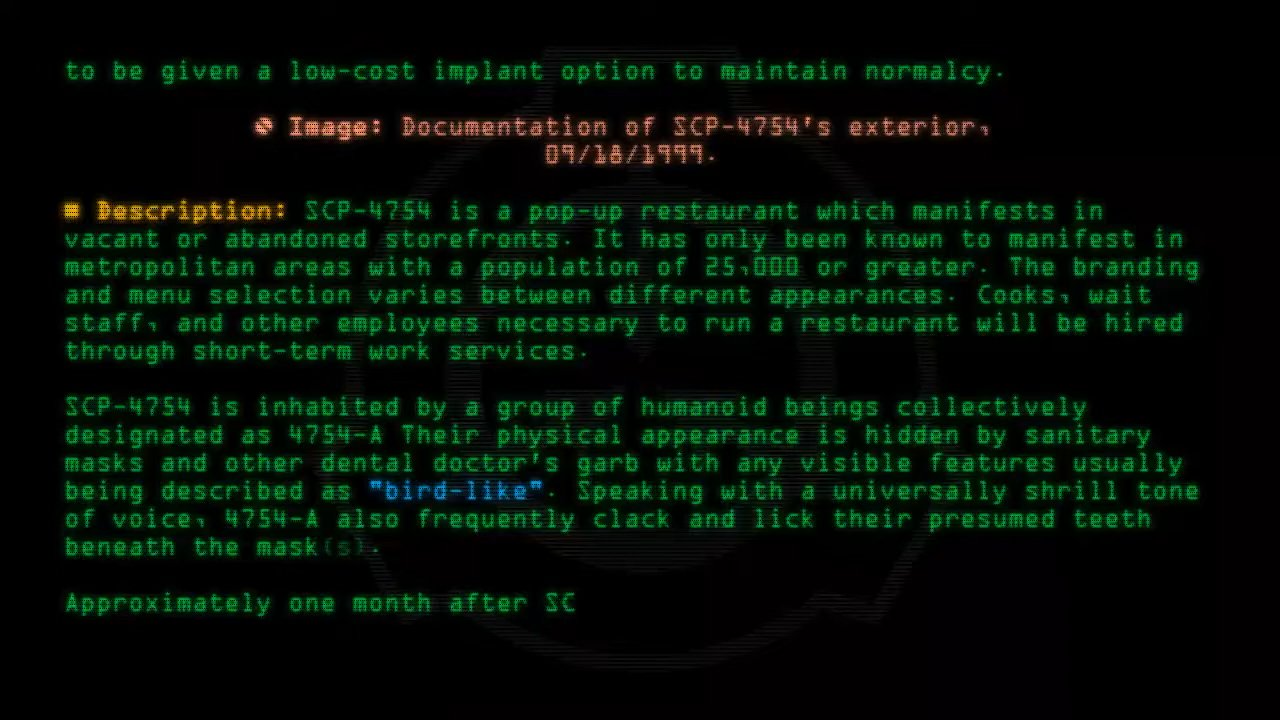 to be given a low-cost implant option to maintain normalcy.
Image: Documentation of SCP-4754's exterior,
09/18/1999.
Description: SCP-4754 is a pop-up restaurant which manifests in
vacant or abandoned storefronts. It has only been known to manifest in
metropolitan areas with a population of 25,000 or greater. The branding
and menu selection varies between different appearances. Cooks, wait
staff, and other employees necessary to run a restaurant will be hired
through short-term work services.
SCP-4754 is inhabited by a group of humanoid beings collectively
designated as 4754-A Their physical appearance is hidden by sanitary
masks and other dental doctor's garb with any visible features usually
being described as "bird-like". Speaking with a universally shrill tone
of voice, 4754-A also frequently clack and lick their presumed teeth
beneath the mask(s).
Approximately one month after SC